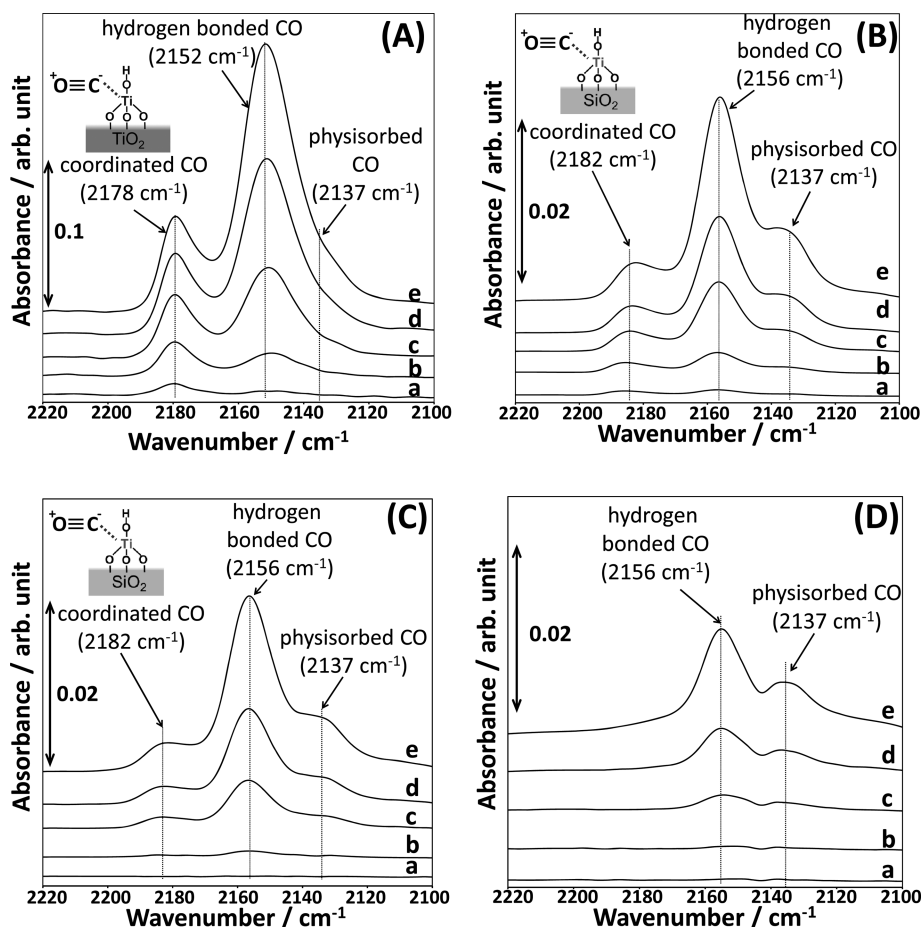 (A)
hydrogen bonded CO
(2152 cm-1)
+O≡C-
H
O
Ti
O O O
TiO2
coordinated CO
(2178 cm-1)
physisorbed
CO
(2137 cm-1)
0.1
Absorbance / arb. unit
e
d
c
b
a
2220 2200 2180 2160 2140 2120 2100
Wavenumber / cm-1
(B)
hydrogen
bonded CO
(2156 cm-1)
+O≡C-
H
O
Ti
O O O
SiO2
coordinated CO
(2182 cm-1)
physisorbed CO
(2137 cm-1)
0.02
Absorbance / arb. unit
e
d
c
b
a
2220 2200 2180 2160 2140 2120 2100
Wavenumber / cm-1
(C)
hydrogen
bonded CO
(2156 cm-1)
+O≡C-
H
O
Ti
O O O
SiO2
coordinated CO
(2182 cm-1)
physisorbed CO
(2137 cm-1)
0.02
Absorbance / arb. unit
e
d
c
b
a
2220 2200 2180 2160 2140 2120 2100
Wavenumber / cm-1
(D)
hydrogen
bonded CO
(2156 cm-1)
physisorbed CO
(2137 cm-1)
0.02
Absorbance / arb. unit
e
d
c
b
a
2220 2200 2180 2160 2140 2120 2100
Wavenumber / cm-1